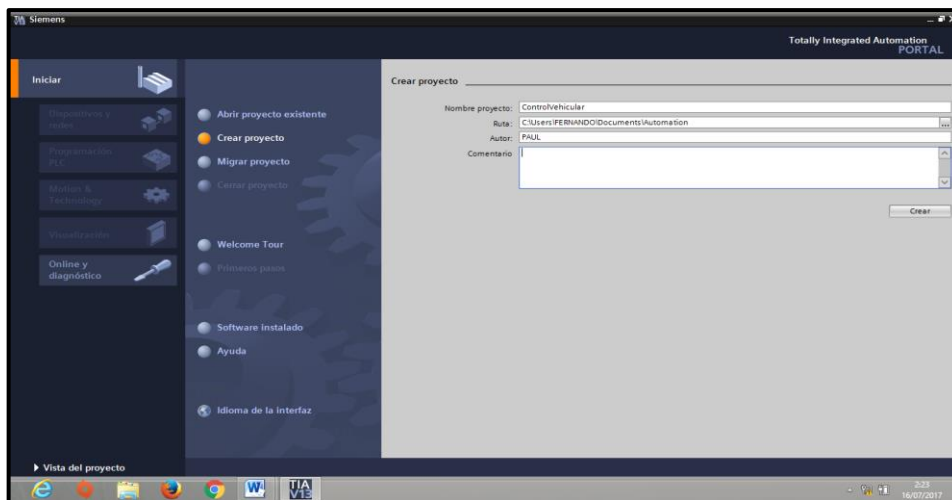 Siemens
Totally Integrated Automation
PORTAL
Iniciar
Dispositivos y
redes
Programación
PLC
Motion &
Technology
Visualización
Online y
diagnóstico
Abrir proyecto existente
Crear proyecto
Migrar proyecto
Cerrar proyecto
Welcome Tour
Primeros pasos
Software instalado
Ayuda
Idioma de la interfaz
Crear proyecto
Nombre proyecto: ControlVehicular
Ruta: C:\Users\FERNANDO\Documents\Automation
...
Autor: PAUL
Comentario
Crear
Vista del proyecto
TIA
V13
2:23
16/07/2017